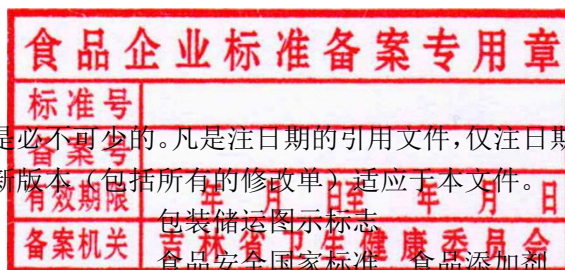 食品企业标准备案专用章
标准号
是必不可少的。凡是注日期的引用文件,仅注日期
备案号
新版本(包括所有的修改单)适应于本文件。
有效期限 年 月 日至 年 月 日
包装储运图示标志
备案机关 吉林省卫生健康委员会
食品安全国家标准 食品添加剂